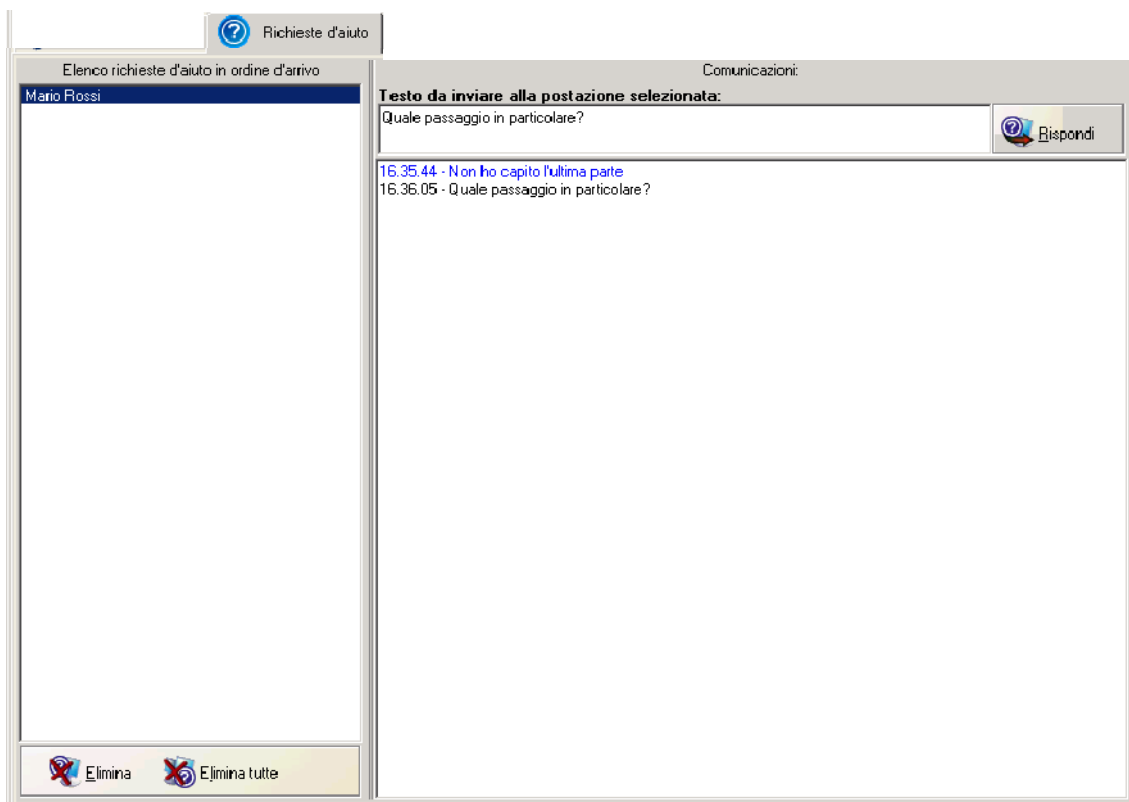 Richieste d'aiuto
Elenco richieste d'aiuto in ordine d'arrivo
Mario Rossi
Elimina
Elimina tutte
Comunicazioni:
Testo da inviare alla postazione selezionata:
Quale passaggio in particolare?
Rispondi
16.35.44 - Non ho capito l'ultima parte
16.36.05 - Quale passaggio in particolare?